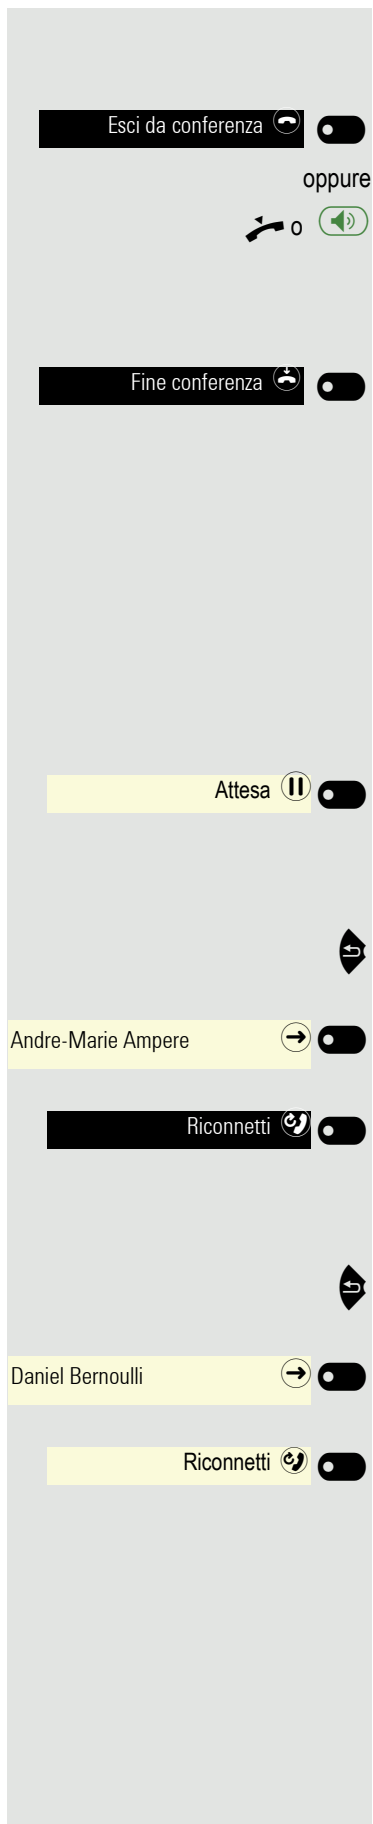 Esci da conferenza
oppure
o
Fine conferenza
Attesa
Andre-Marie Ampere
Riconnetti
Daniel Bernoulli
Riconnetti